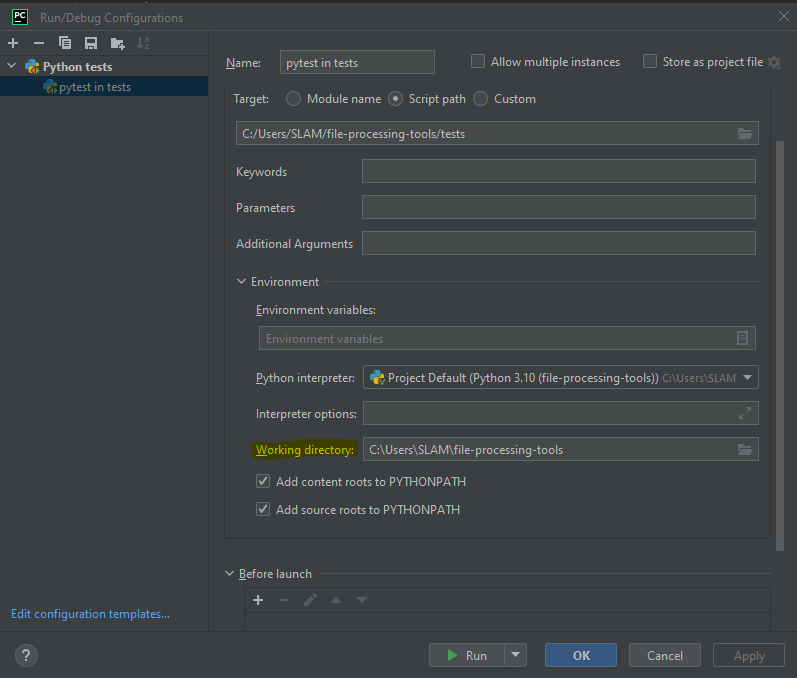 PC Run/Debug Configurations
Python tests
pytest in tests
Name: pytest in tests Allow multiple instances Store as project file
Target: Module name Script path Custom
C:/Users/SLAM/file-processing-tools/tests
Keywords
Parameters
Additional Arguments
Environment
Environment variables:
Environment variables
Python interpreter: Project Default (Python 3.10 (file-processing-tools)) C:\Users\SLAM
Interpreter options:
Working directory: C:\Users\SLAM\file-processing-tools
Add content roots to PYTHONPATH
Add source roots to PYTHONPATH
Before launch
Edit configuration templates...
? Run OK Cancel Apply